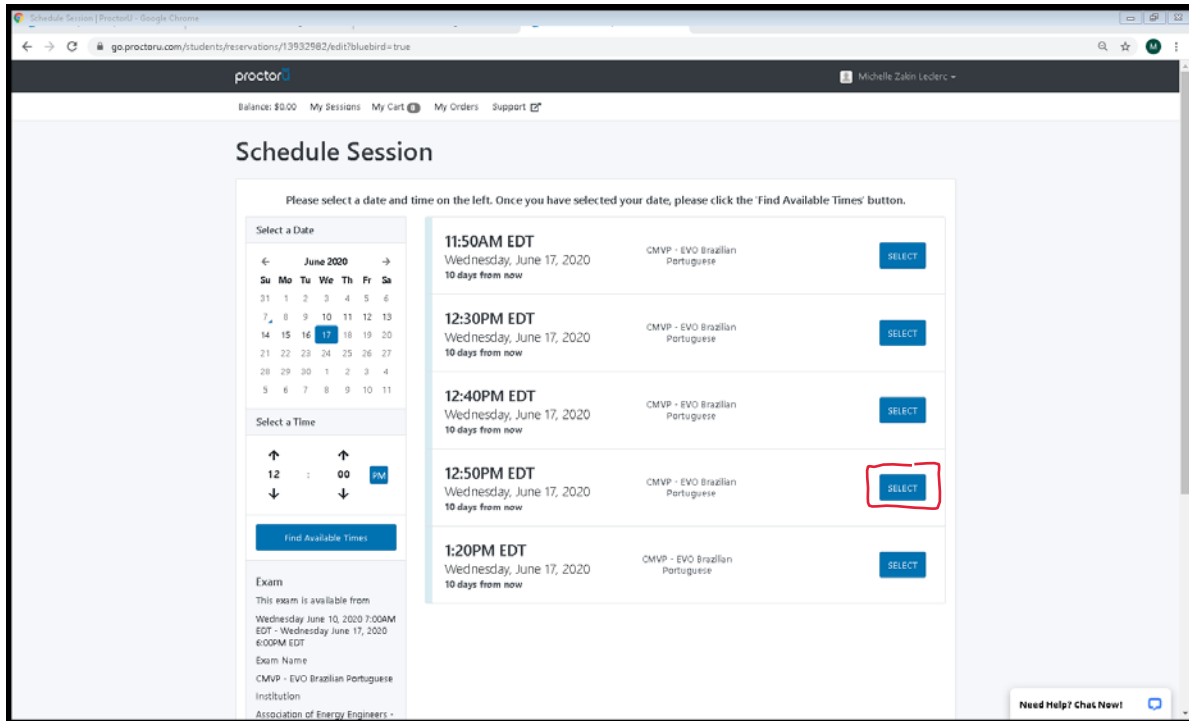 Schedule Session | ProctorU - Google Chrome
go.proctoru.com/students/reservations/13932982/edit?bluebird=true
M
proctorU
Michelle Zakin Leclerc
Balance: $0.00 My Sessions My Cart 0 My Orders Support
Schedule Session
Please select a date and time on the left. Once you have selected your date, please click the 'Find Available Times' button.
Select a Date
June 2020
Su Mo Tu We Th Fr Sa
31 1 2 3 4 5 6
7 8 9 10 11 12 13
14 15 16 17 18 19 20
21 22 23 24 25 26 27
28 29 30 1 2 3 4
5 6 7 8 9 10 11
Select a Time
12 : 00 PM
Find Available Times
Exam
This exam is available from
Wednesday June 10, 2020 7:00AM
EDT - Wednesday June 17, 2020
6:00PM EDT
Exam Name
CMVP - EVO Brazilian Portuguese
Institution
Association of Energy Engineers -
11:50AM EDT
Wednesday, June 17, 2020
10 days from now
CMVP - EVO Brazilian
Portuguese
SELECT
12:30PM EDT
Wednesday, June 17, 2020
10 days from now
CMVP - EVO Brazilian
Portuguese
SELECT
12:40PM EDT
Wednesday, June 17, 2020
10 days from now
CMVP - EVO Brazilian
Portuguese
SELECT
12:50PM EDT
Wednesday, June 17, 2020
10 days from now
CMVP - EVO Brazilian
Portuguese
SELECT
1:20PM EDT
Wednesday, June 17, 2020
10 days from now
CMVP - EVO Brazilian
Portuguese
SELECT
Need Help? Chat Now!